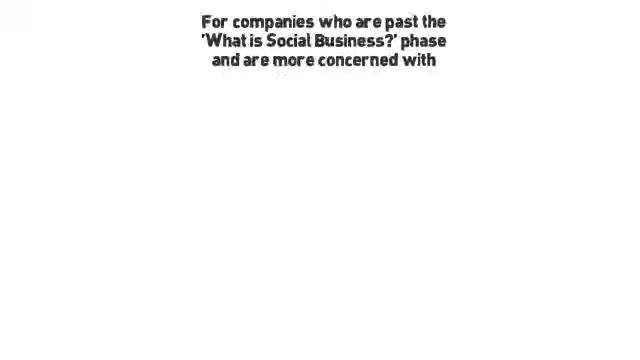 For companies who are past the
'What is Social Business?' phase
and are more concerned with